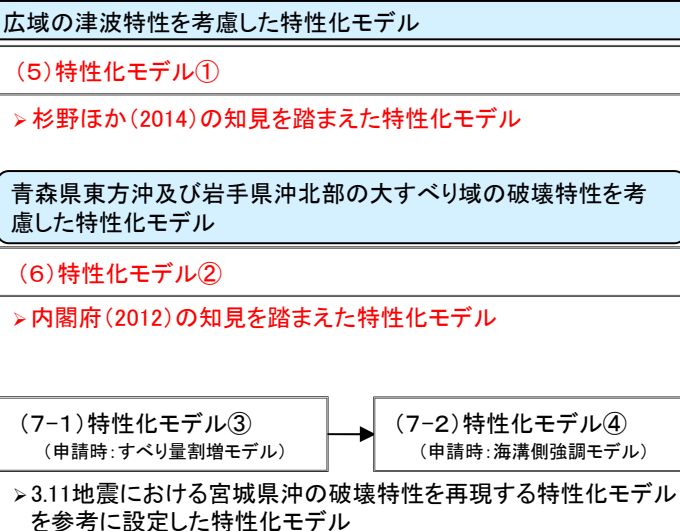 広域の津波特性を考慮した特性化モデル
(5)特性化モデル①
➢杉野ほか(2014)の知見を踏まえた特性化モデル
青森県東方沖及び岩手県沖北部の大すべり域の破壊特性を考
慮した特性化モデル
(6)特性化モデル②
➢内閣府(2012)の知見を踏まえた特性化モデル
(7-1)特性化モデル③
(申請時:すべり量割増モデル)
(7-2)特性化モデル④
(申請時:海溝側強調モデル)
➢3.11地震における宮城県沖の破壊特性を再現する特性化モデル
を参考に設定した特性化モデル